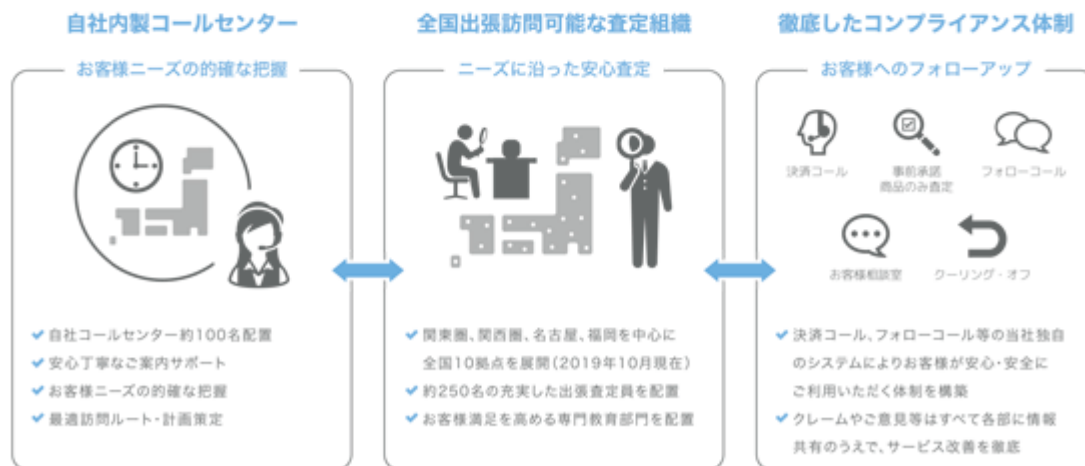 自社内製コールセンター
お客様ニーズの的確な把握
自社コールセンター約100名配置
安心丁寧なご案内サポート
お客様ニーズの的確な把握
最適訪問ルート・計画策定
全国出張訪問可能な査定組織
ニーズに沿った安心査定
関東圏、関西圏、名古屋、福岡を中心に
全国10拠点を展開(2019年10月現在)
約250名の充実した出張査定員を配置
お客様満足を高める専門教育部門を配置
徹底したコンプライアンス体制
お客様へのフォローアップ
決済コール
事前承諾
商品のみ査定
フォローコール
お客様相談室
クーリング・オフ
決済コール、フォローコール等の当社独自
のシステムによりお客様が安心・安全に
ご利用いただく体制を構築
クレームやご意見等はすべて各部に情報
共有のうえで、サービス改善を徹底